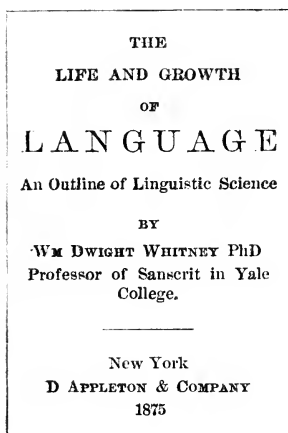 THE
LIFE AND GROWTH
OF
LANGUAGE
An Outline of Linguistic Science
BY
WM DWIGHT WHITNEY PHD
Professor of Sanscrit in Yale
College.
New York
D APPLETON & COMPANY
1875